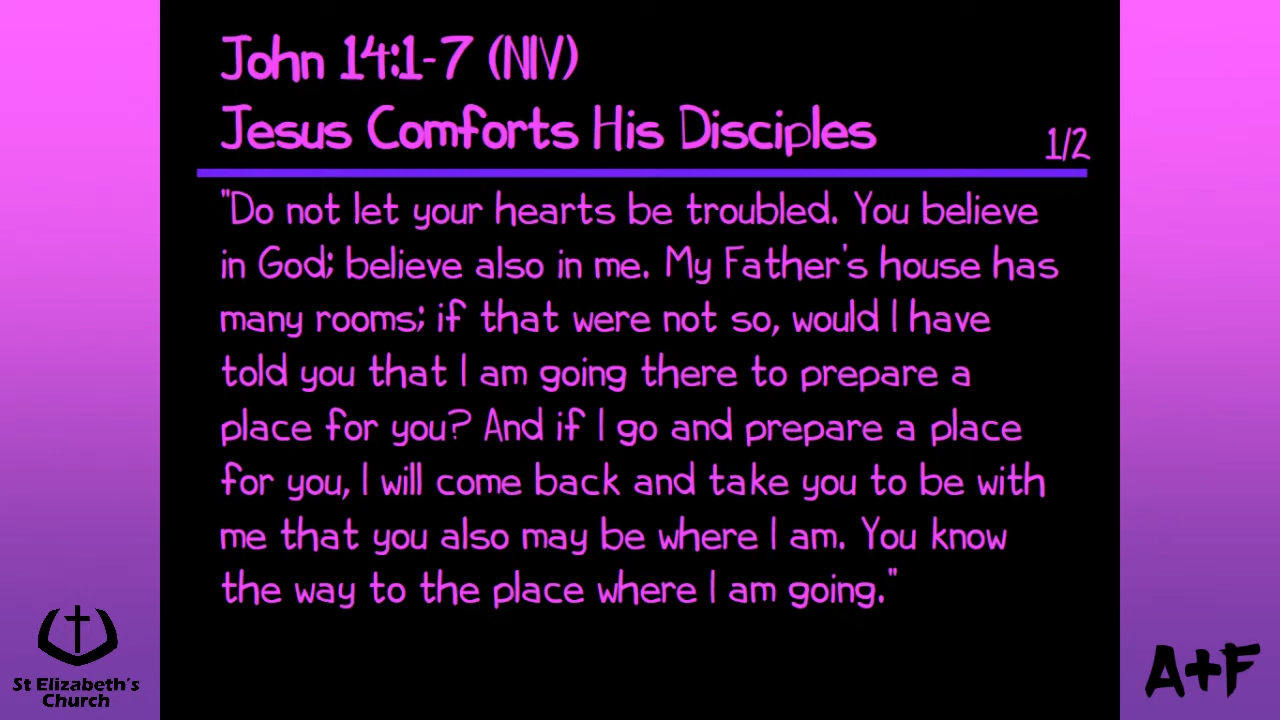 John 14:1-7 (NIV)
Jesus Comforts His Disciples
1/2
"Do not let your hearts be troubled. You believe
in God; believe also in me. My Father's house has
many rooms; if that were not so, would I have
told you that I am going there to prepare a
place for you? And if I go and prepare a place
for you, I will come back and take you to be with
me that you also may be where I am. You know
the way to the place where I am going."
St Elizabeth's
Church
A+F